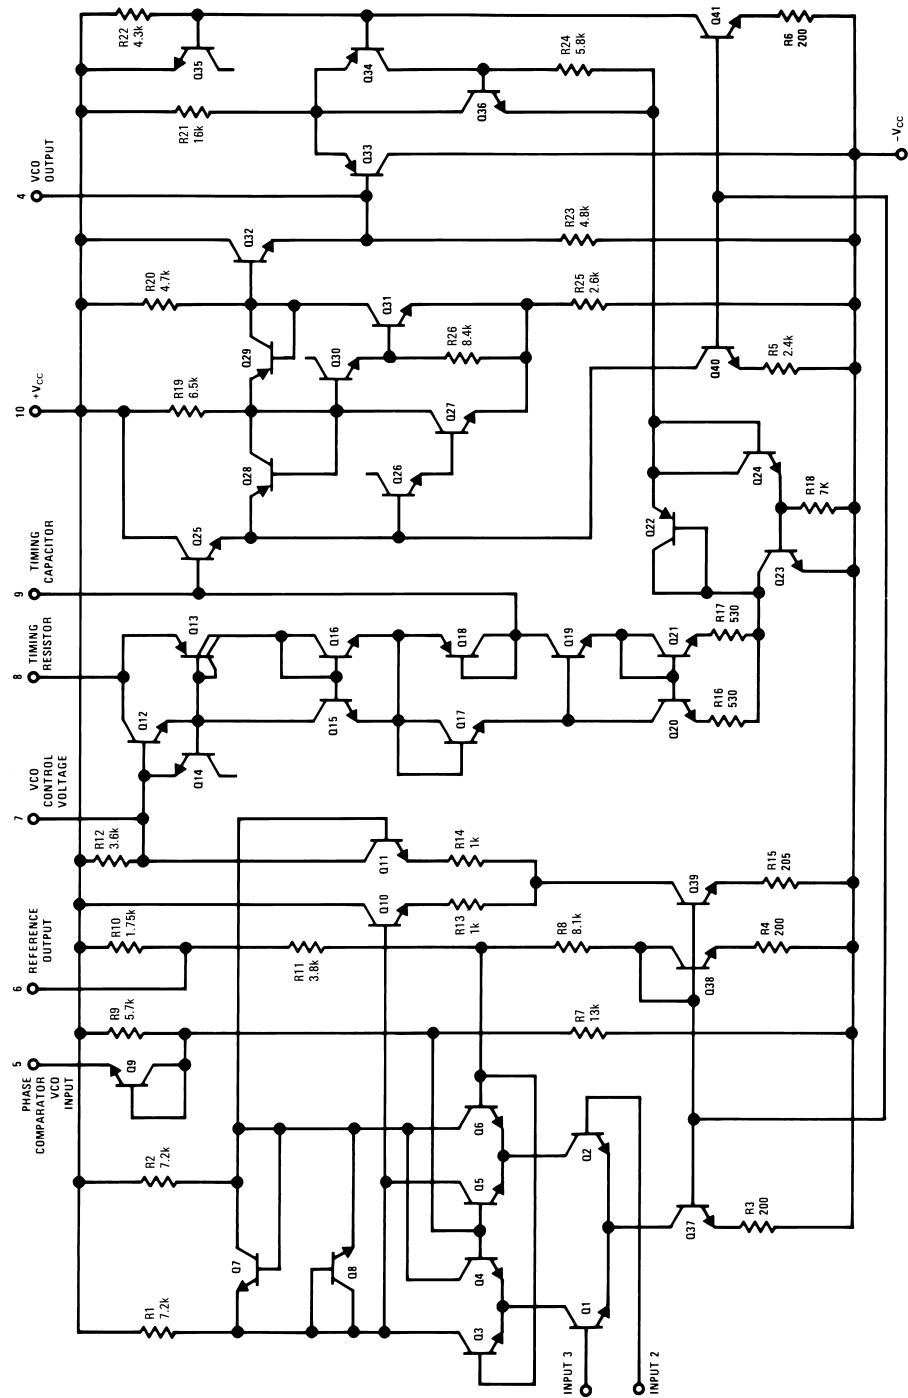 PHASE
COMPARATOR
VCO
INPUT
5
REFERENCE
OUTPUT
6
VCO
CONTROL
VOLTAGE
7
TIMING
RESISTOR
8
TIMING
CAPACITOR
9
10 +VCC
VCO
OUTPUT
4
R1
7.2k
R2
7.2k
Q9
R9
5.7k
R10
1.75k
R12
3.6k
Q12
Q14
Q13
Q25
R19
6.5k
R20
4.7k
R21
16k
R22
4.3k
Q35
Q7
Q8
R11
3.8k
Q10
Q11
Q15
Q16
Q28
Q29
Q32
Q26
Q30
Q27
Q31
R26
8.4k
Q33
Q34
Q36
R24
5.8k
Q3
Q4
Q5
Q6
R13
1k
R14
1k
Q17
Q18
Q19
R25
2.6k
R23
4.8k
INPUT 3
Q1
Q2
R7
13k
R8
8.1k
Q20
Q21
R16
530
R17
530
Q22
Q24
Q23
R18
7K
INPUT 2
Q37
R3
200
Q38
R4
200
Q39
R15
205
Q40
R5
2.4k
Q41
R6
200
-VCC